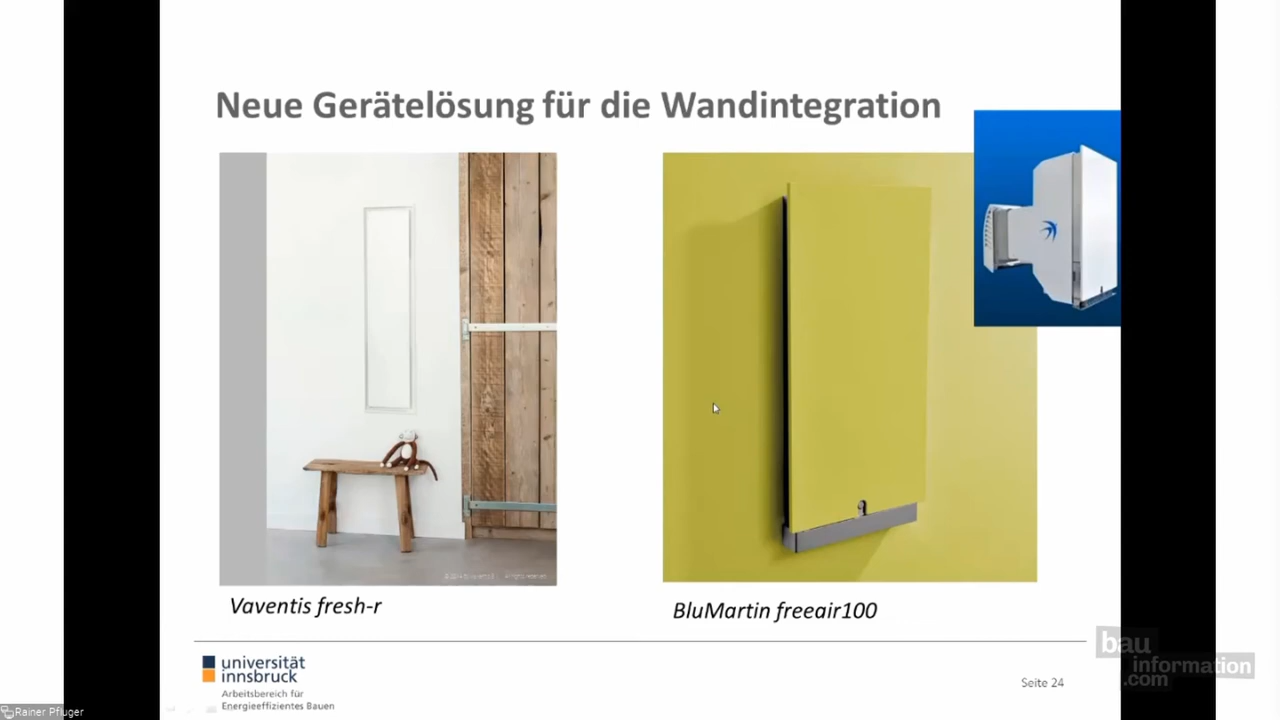 Neue Gerätelösung für die Wandintegration
Vaventis fresh-r
BluMartin freeair100
universität
innsbruck
Arbeitsbereich für
Energieeffizientes Bauen
Seite 24
bau
information
.com
Rainer Pfluger